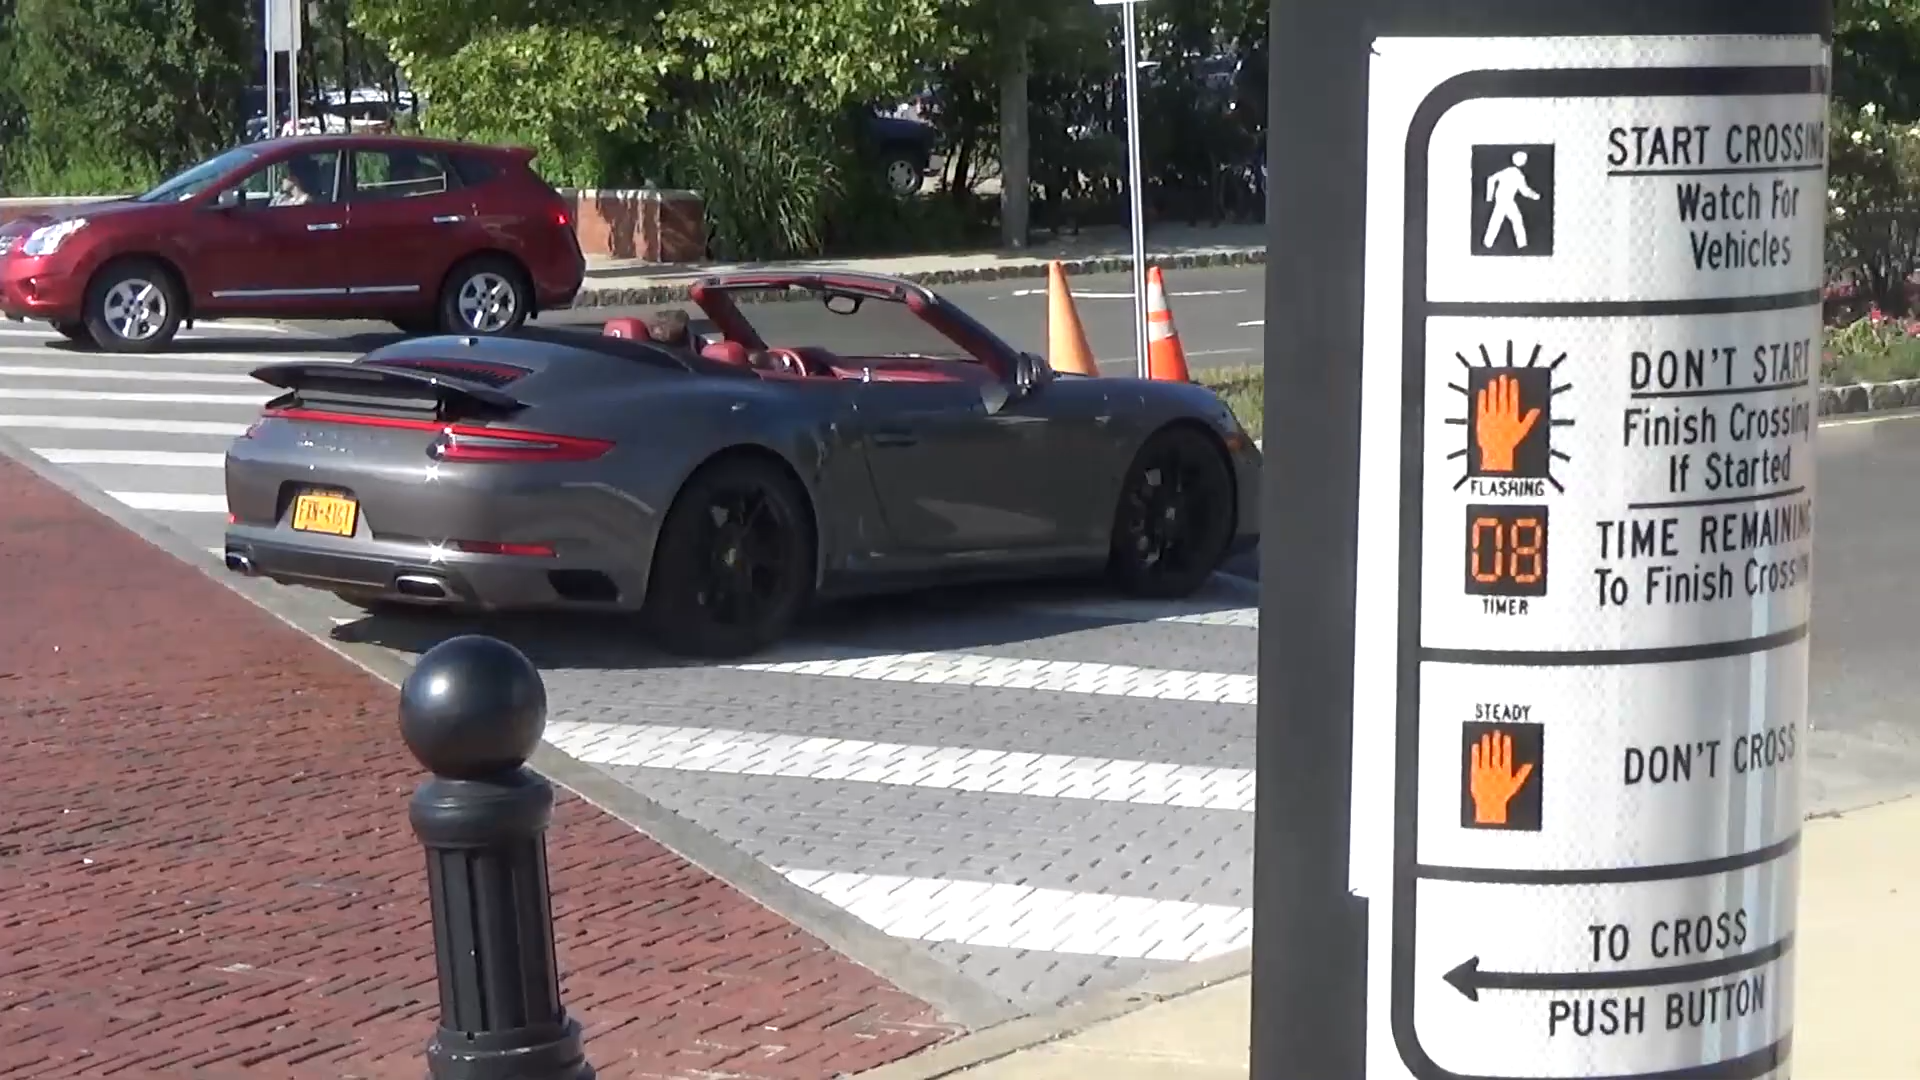 START CROSSING
Watch For
Vehicles
DON'T START
Finish Crossing
If Started
FLASHING
08
TIME REMAINING
To Finish Crossing
TIMER
STEADY
DON'T CROSS
TO CROSS
PUSH BUTTON